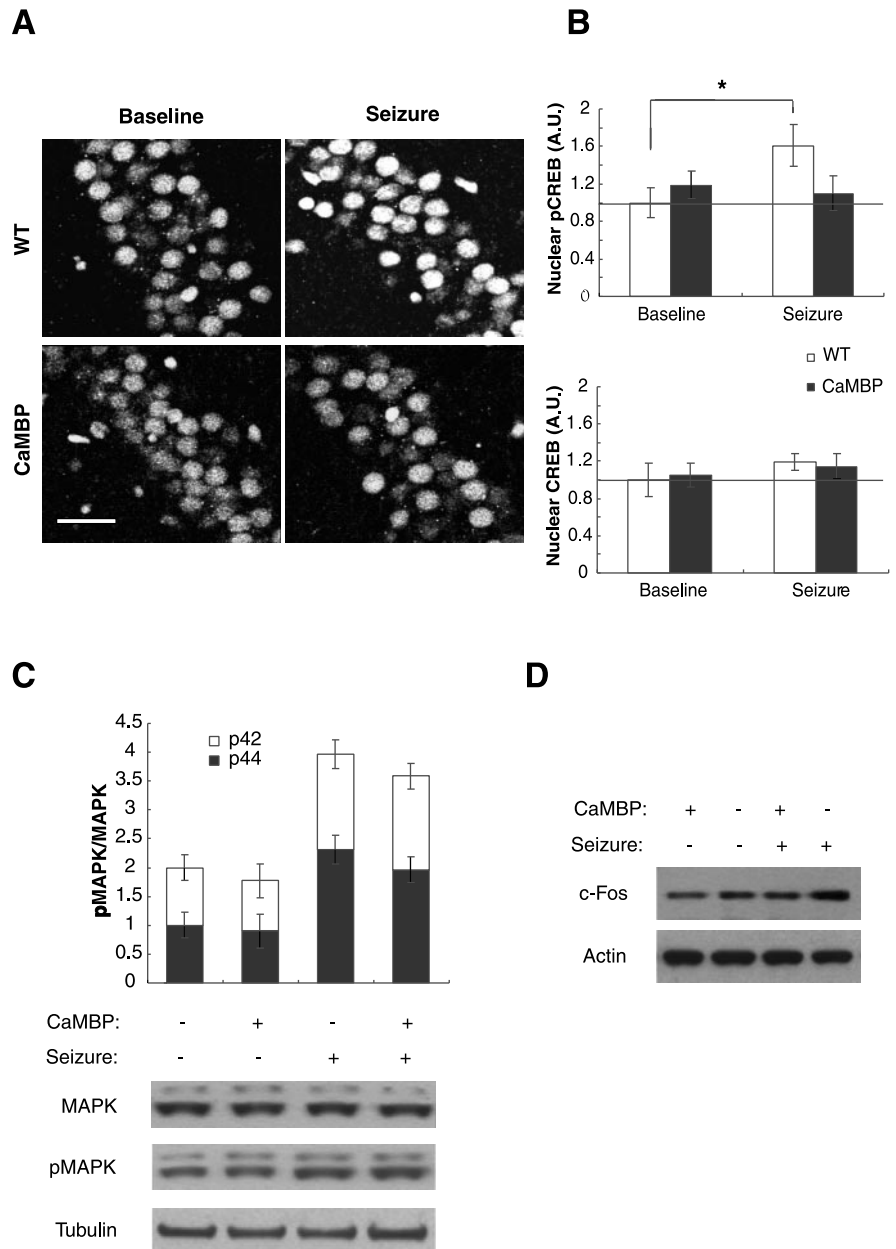 A
Baseline Seizure
WT
CaMBP
B
*
Nuclear pCREB (A.U.)
2
1.6
1.2
0.8
0.4
0
Baseline Seizure
WT
CaMBP
Nuclear CREB (A.U.)
2
1.6
1.2
0.8
0.4
0
Baseline Seizure
C
pMAPK/MAPK
4.5
4
3.5
3
2.5
2
1.5
1
0.5
0
p42
p44
CaMBP: - + - +
Seizure: - - + +
MAPK
pMAPK
Tubulin
D
CaMBP: + - + -
Seizure: - - + +
c-Fos
Actin